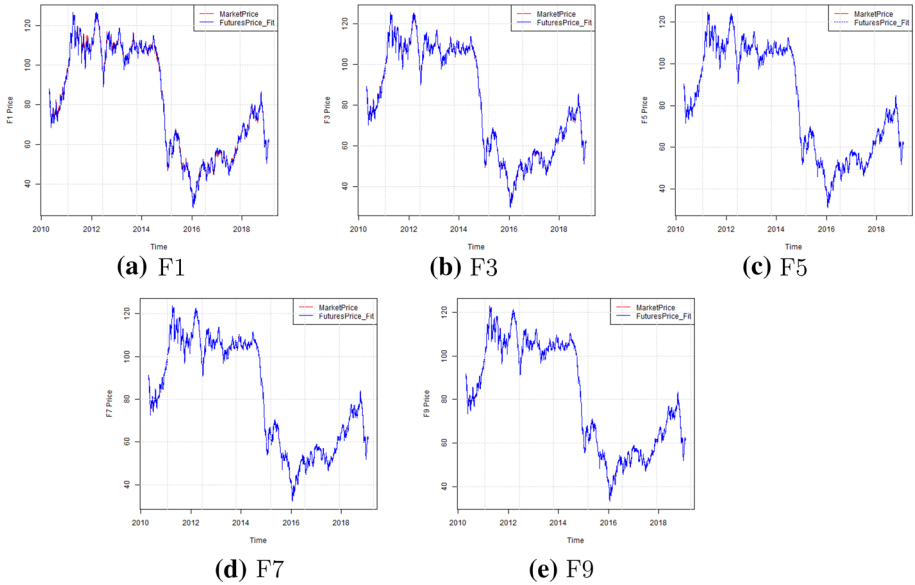 MarketPrice
FuturesPrice_Fit
F1 Price
120
100
80
60
40
2010 2012 2014 2016 2018
Time
(a) F1
MarketPrice
FuturesPrice_Fit
F3 Price
120
100
80
60
40
2010 2012 2014 2016 2018
Time
(b) F3
MarketPrice
FuturesPrice_Fit
F5 Price
120
100
80
60
40
2010 2012 2014 2016 2018
Time
(c) F5
MarketPrice
FuturesPrice_Fit
F7 Price
120
100
80
60
40
2010 2012 2014 2016 2018
Time
(d) F7
MarketPrice
FuturesPrice_Fit
F9 Price
120
100
80
60
40
2010 2012 2014 2016 2018
Time
(e) F9